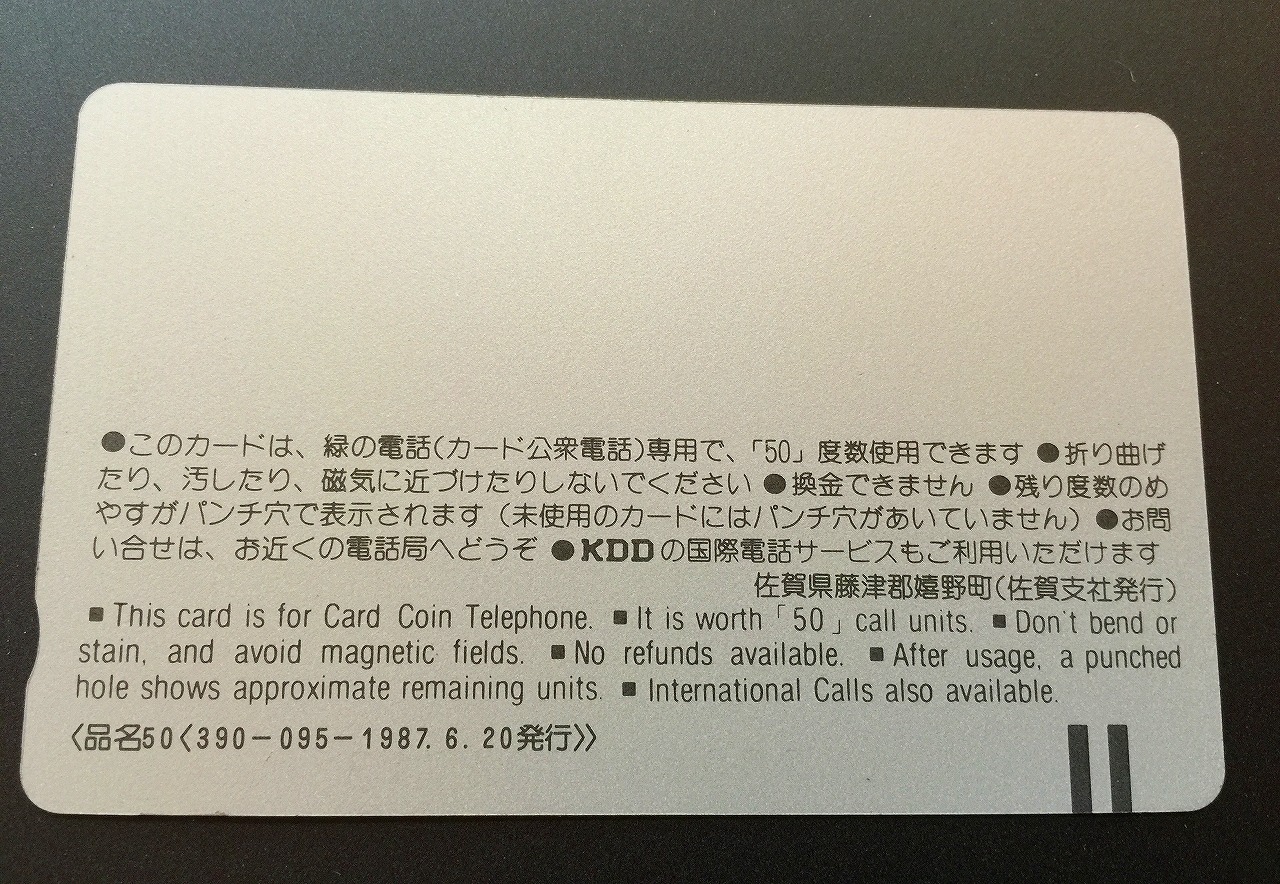 ●このカードは、緑の電話(カード公衆電話)専用で、「50」度数使用できます ●折り曲げ
たり、汚したり、磁気に近づけたりしないでください ●換金できません ●残り度数のめ
やすがパンチ穴で表示されます（未使用のカードにはパンチ穴があいていません）●お問
い合せは、お近くの電話局へどうぞ ●KDDの国際電話サービスもご利用いただけます
佐賀県藤津郡嬉野町(佐賀支社発行)
■This card is for Card Coin Telephone. ■It is worth「50」call units. ■Don't bend or
stain, and avoid magnetic fields. ■No refunds available. ■After usage, a punched
hole shows approximate remaining units. ■International Calls also available.
〈品名50〈390－095－1987. 6. 20発行〉〉